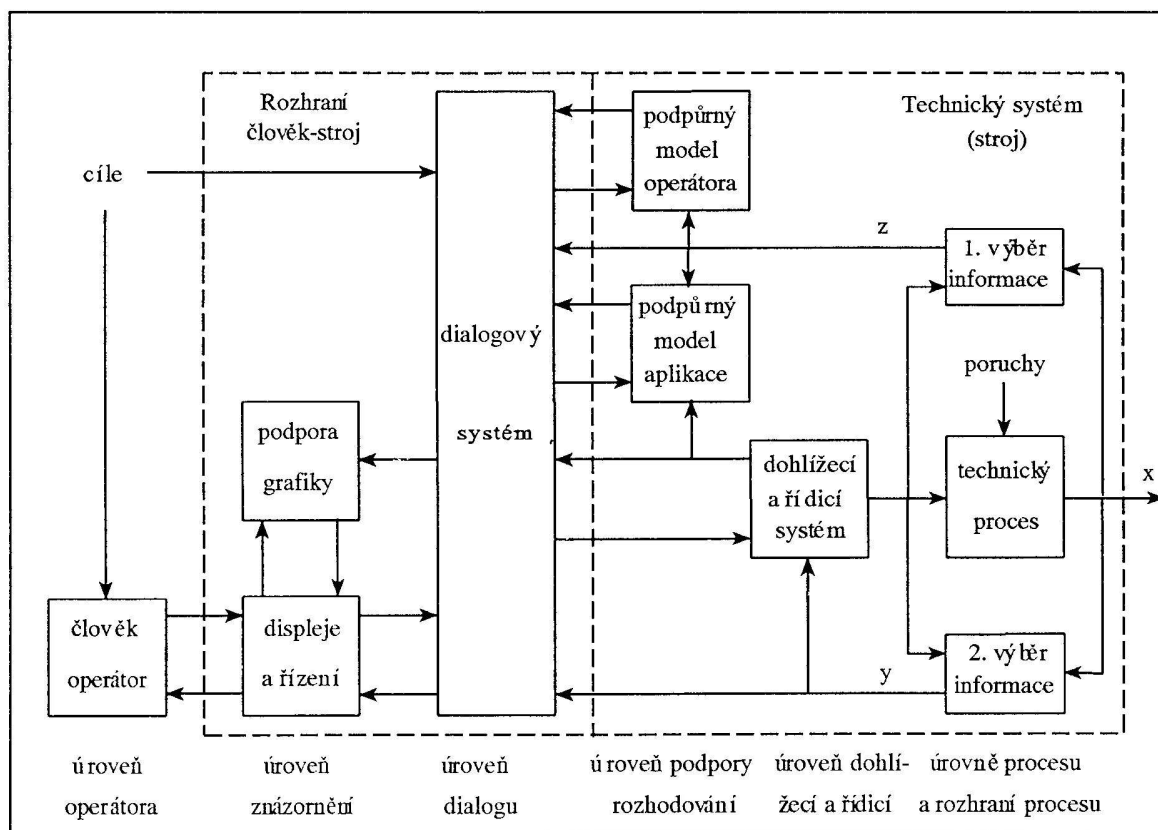 Rozhraní
člověk-stroj
Technický systém
(stroj)
cíle
podpůrný
model
operátora
z
1. výběr
informace
podpůrný
model
aplikace
dialogový
systém
poruchy
podpora
grafiky
dohlížecí
a řídicí
systém
technický
proces
x
člověk
operátor
displeje
a řízení
2. výběr
informace
y
úroveň
operátora
úroveň
znázornění
úroveň
dialogu
úroveň podpory
rozhodování
úroveň dohlí-
žecí a řídicí
úrovně procesu
a rozhraní procesu